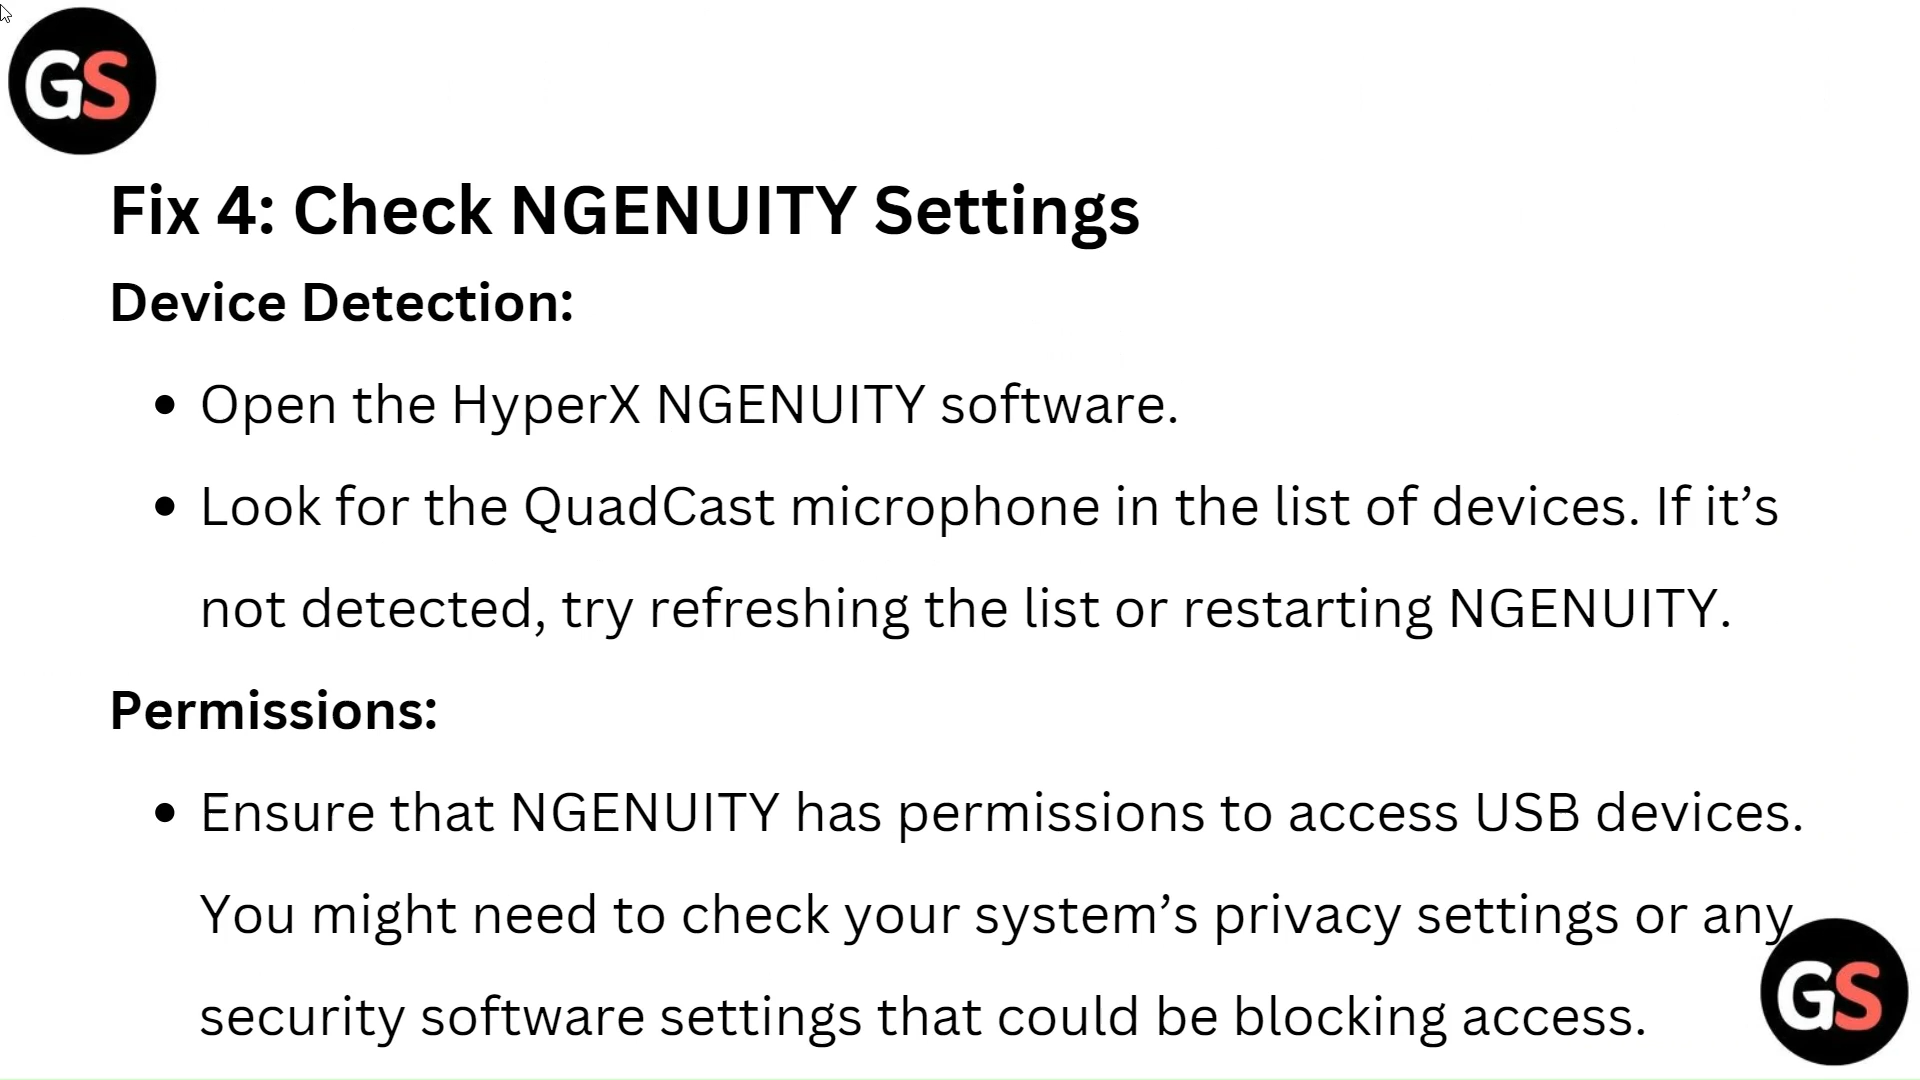 GS
Fix 4: Check NGENUITY Settings
Device Detection:
• Open the HyperX NGENUITY software.
• Look for the QuadCast microphone in the list of devices. If it’s
not detected, try refreshing the list or restarting NGENUITY.
Permissions:
• Ensure that NGENUITY has permissions to access USB devices.
You might need to check your system’s privacy settings or any
security software settings that could be blocking access.
GS